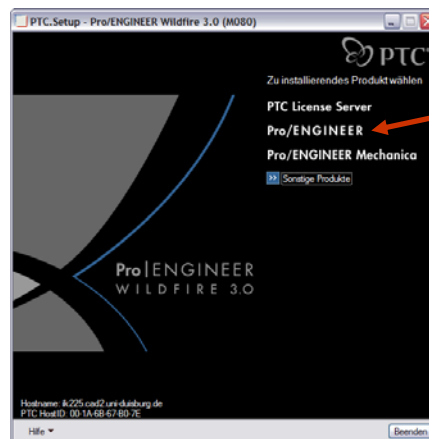 PTC.Setup - Pro/ENGINEER Wildfire 3.0 (M080)
PTC
Zu installierendes Produkt wählen
PTC License Server
Pro/ENGINEER
Pro/ENGINEER Mechanica
Sonstige Produkte
Pro|ENGINEER
WILDFIRE 3.0
Hostname: ik225.cad2.uni-duisburg.de
PTC HostID: 00-1A-6B-67-B0-7E
Hilfe
Beenden